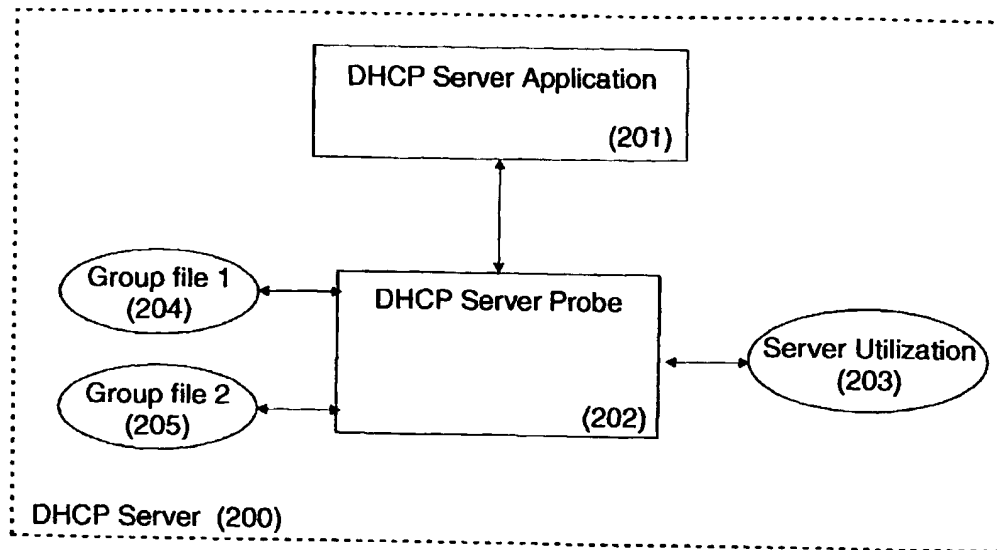 DHCP Server Application
(201)
Group file 1
(204)
DHCP Server Probe
Server Utilization
(203)
Group file 2
(205)
(202)
DHCP Server (200)